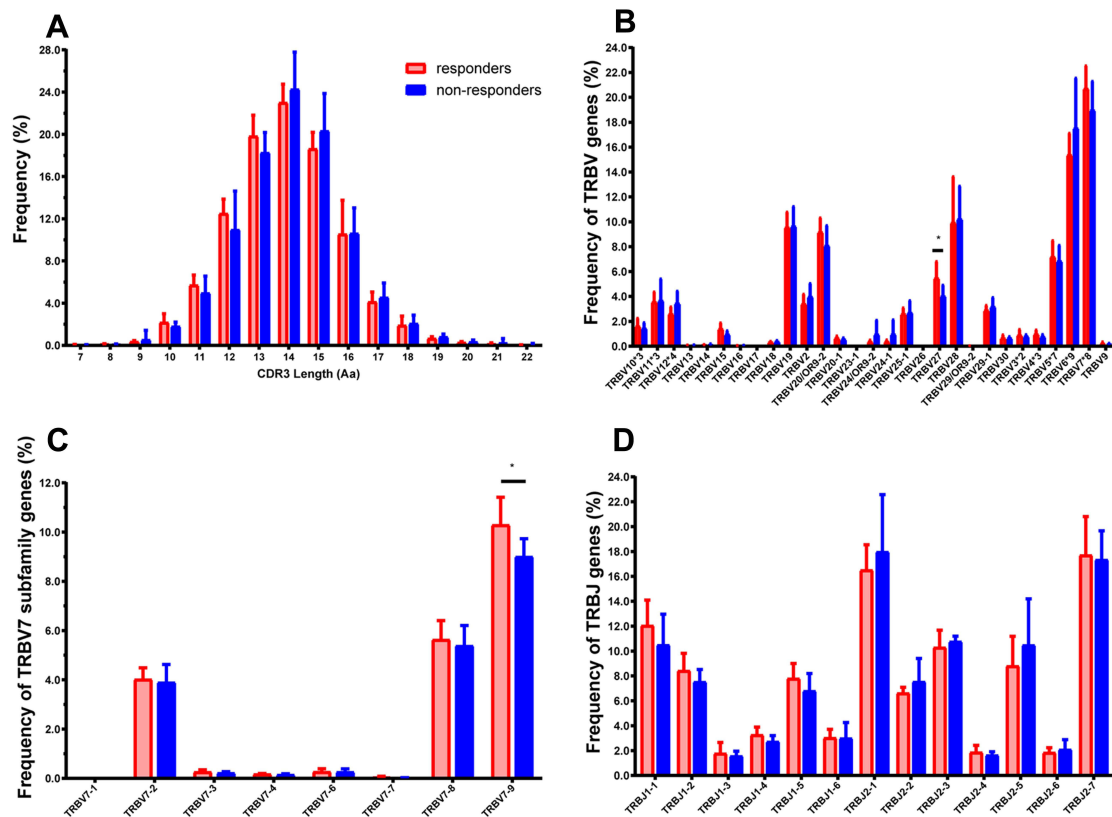 A
Frequency (%)
28.0
24.0
20.0
16.0
12.0
8.0
4.0
0.0
responders
non-responders
7 8 9 10 11 12 13 14 15 16 17 18 19 20 21 22
CDR3 Length (Aa)
B
Frequency of TRBV genes (%)
24.0
22.0
20.0
18.0
16.0
14.0
12.0
10.0
8.0
6.0
4.0
2.0
0.0
*
TRBV10*3
TRBV11*3
TRBV12*4
TRBV13
TRBV14
TRBV15
TRBV16
TRBV17
TRBV18
TRBV19
TRBV2
TRBV20/OR9-2
TRBV20-1
TRBV23-1
TRBV24/OR9-2
TRBV24-1
TRBV25-1
TRBV26
TRBV27
TRBV28
TRBV29/OR9-2
TRBV29-1
TRBV30
TRBV3*2
TRBV4*3
TRBV5*7
TRBV6*9
TRBV7*8
TRBV9
C
Frequency of TRBV7 subfamily genes (%)
12.0
10.0
8.0
6.0
4.0
2.0
0.0
*
TRBV7-1
TRBV7-2
TRBV7-3
TRBV7-4
TRBV7-6
TRBV7-7
TRBV7-8
TRBV7-9
D
Frequency of TRBJ genes (%)
24.0
22.0
20.0
18.0
16.0
14.0
12.0
10.0
8.0
6.0
4.0
2.0
0.0
TRBJ1-1
TRBJ1-2
TRBJ1-3
TRBJ1-4
TRBJ1-5
TRBJ1-6
TRBJ2-1
TRBJ2-2
TRBJ2-3
TRBJ2-4
TRBJ2-5
TRBJ2-6
TRBJ2-7